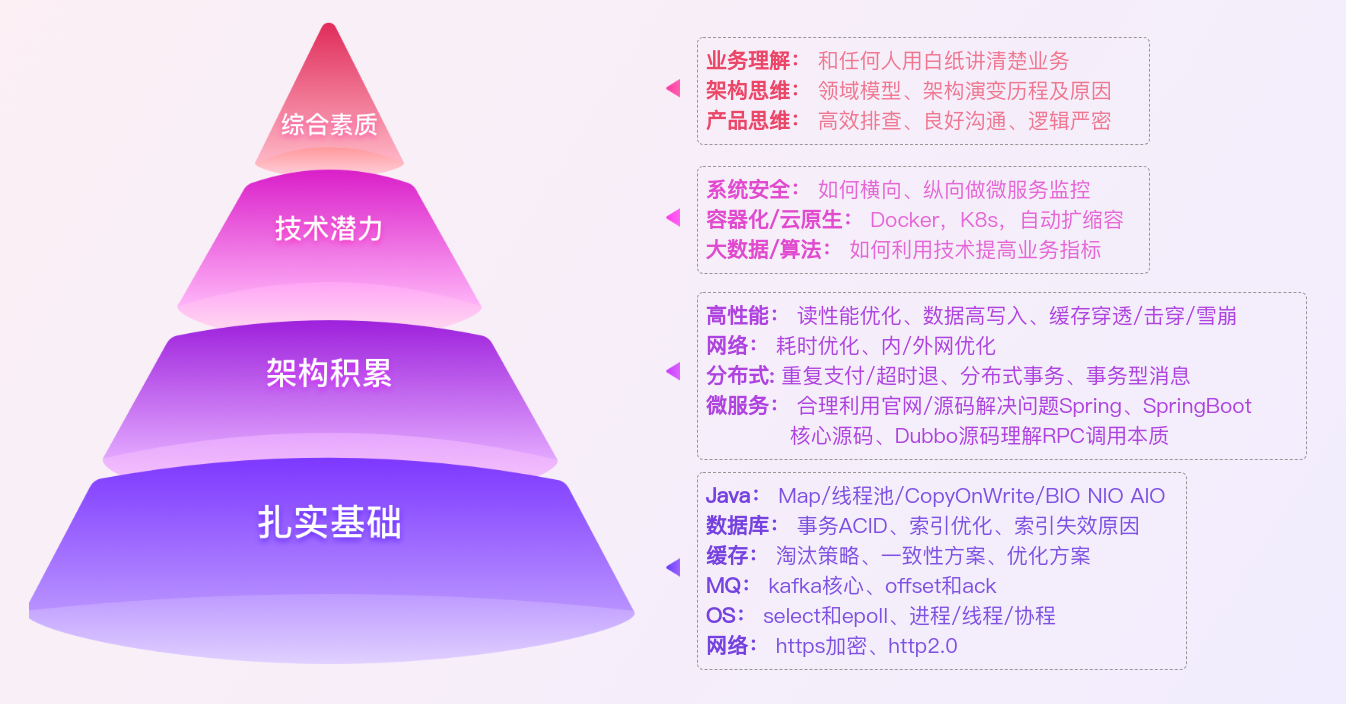 综合素质
业务理解： 和任何人用白纸讲清楚业务
架构思维： 领域模型、架构演变历程及原因
产品思维： 高效排查、良好沟通、逻辑严密
技术潜力
系统安全： 如何横向、纵向做微服务监控
容器化/云原生： Docker，K8s，自动扩缩容
大数据/算法： 如何利用技术提高业务指标
架构积累
高性能： 读性能优化、数据高写入、缓存穿透/击穿/雪崩
网络： 耗时优化、内/外网优化
分布式: 重复支付/超时退、分布式事务、事务型消息
微服务： 合理利用官网/源码解决问题Spring、SpringBoot
核心源码、Dubbo源码理解RPC调用本质
扎实基础
Java： Map/线程池/CopyOnWrite/BIO NIO AIO
数据库： 事务ACID、索引优化、索引失效原因
缓存： 淘汰策略、一致性方案、优化方案
MQ： kafka核心、offset和ack
OS： select和epoll、进程/线程/协程
网络： https加密、http2.0